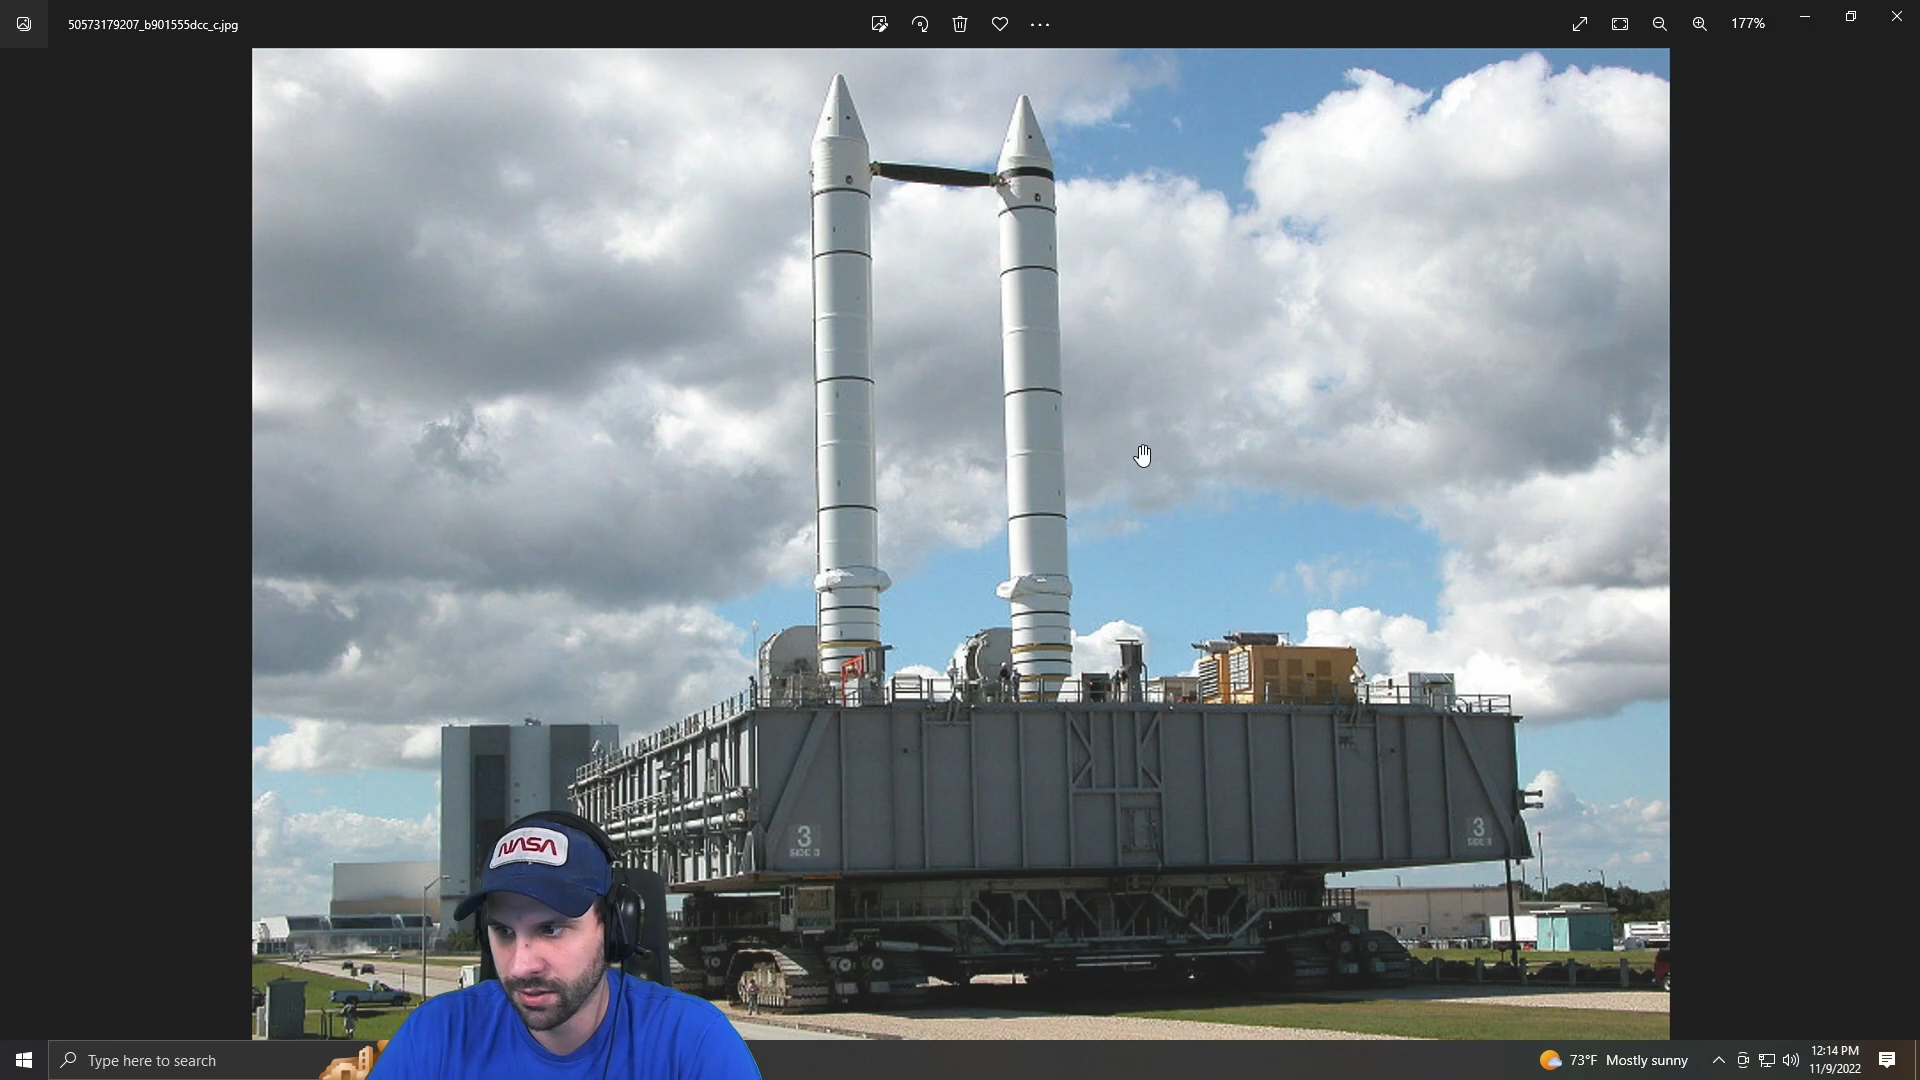 50573179207_b901555dcc_c.jpg
177%
3
SIDE 3
3
SIDE 3
NASA
Type here to search
73°F Mostly sunny
12:14 PM
11/9/2022